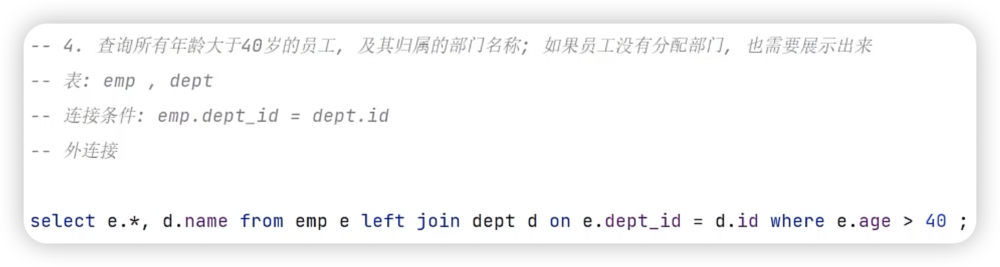 -- 4. 查询所有年龄大于40岁的员工, 及其归属的部门名称; 如果员工没有分配部门, 也需要展示出来
-- 表: emp , dept
-- 连接条件: emp.dept_id = dept.id
-- 外连接
select e.*, d.name from emp e left join dept d on e.dept_id = d.id where e.age > 40 ;